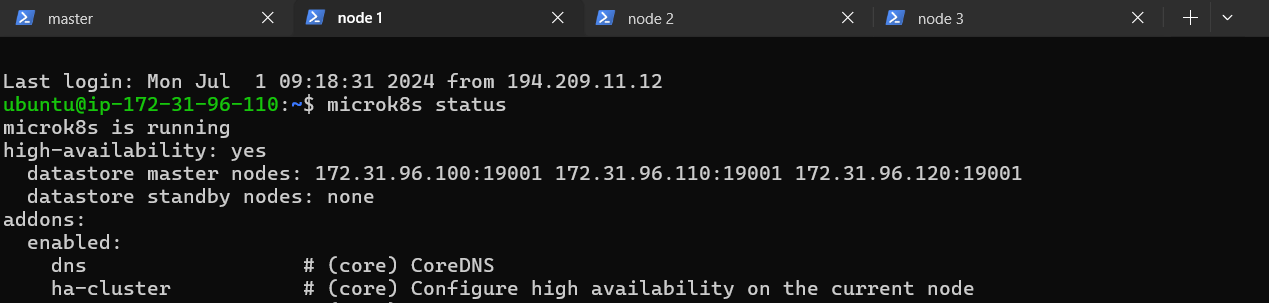 master
node 1
node 2
node 3
Last login: Mon Jul  1 09:18:31 2024 from 194.209.11.12
ubuntu@ip-172-31-96-110:~$ microk8s status
microk8s is running
high-availability: yes
  datastore master nodes: 172.31.96.100:19001 172.31.96.110:19001 172.31.96.120:19001
  datastore standby nodes: none
addons:
  enabled:
    dns                  # (core) CoreDNS
    ha-cluster           # (core) Configure high availability on the current node